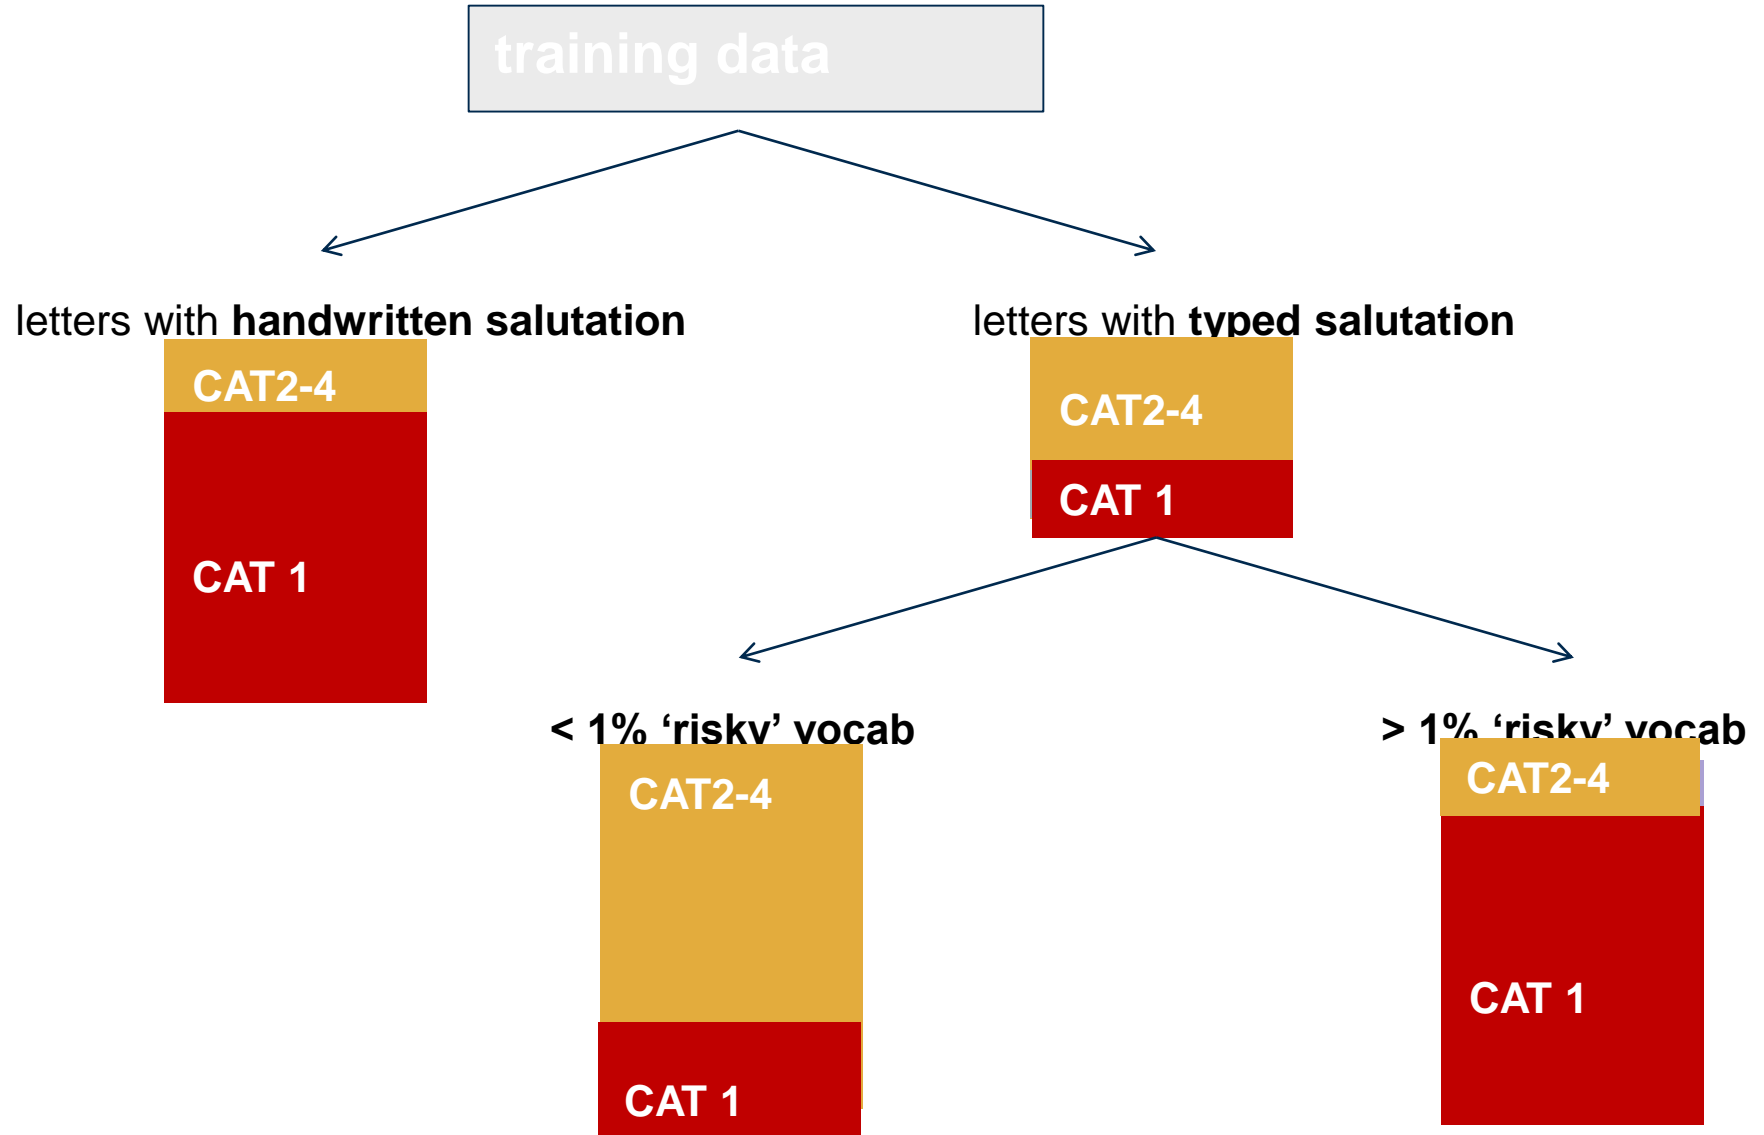 training data
letters with handwritten salutation
letters with typed salutation
CAT2-4
CAT 1
CAT2-4
CAT 1
< 1% ‘risky’ vocab
> 1% ‘risky’ vocab
CAT2-4
CAT 1
CAT2-4
CAT 1